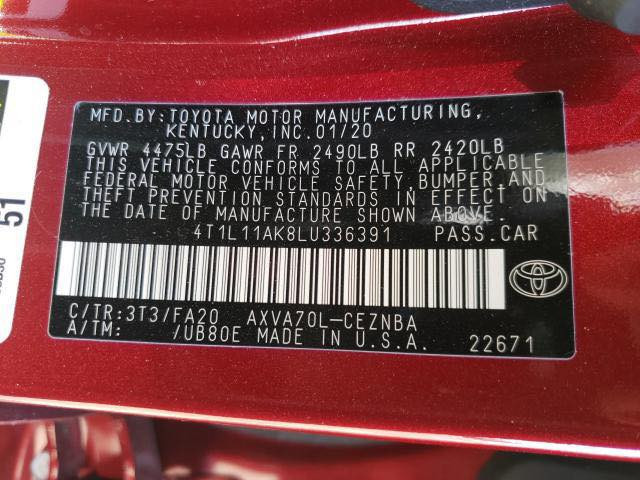 MFD.BY:TOYOTA MOTOR MANUFACTURING,
KENTUCKY,INC.01/20
GVWR 4475LB GAWR FR 2490LB RR 2420LB
THIS VEHICLE CONFORMS TO ALL APPLICABLE
FEDERAL MOTOR VEHICLE SAFETY,BUMPER,AND
THEFT PREVENTION STANDARDS IN EFFECT ON
THE DATE OF MANUFACTURE SHOWN ABOVE.
4T1L11AK8LU336391 PASS.CAR
C/TR:3T3/FA20 AXVA70L-CEZNBA
A/TM: /UB80E MADE IN U.S.A.
22671
51